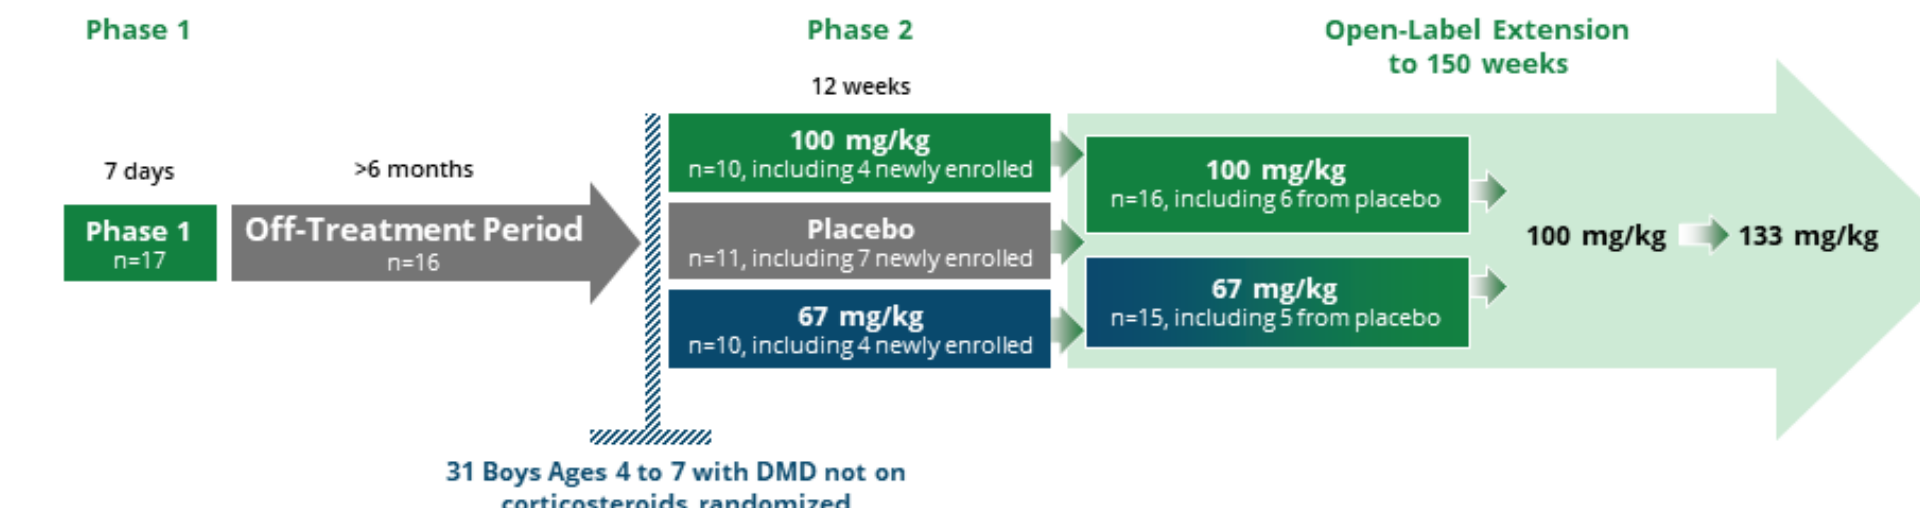 Phase 1
Phase 2
Open-Label Extension
to 150 weeks
12 weeks
7 days
>6 months
Phase 1
n=17
Off-Treatment Period
n=16
100 mg/kg
n=10, including 4 newly enrolled
Placebo
n=11, including 7 newly enrolled
67 mg/kg
n=10, including 4 newly enrolled
100 mg/kg
n=16, including 6 from placebo
67 mg/kg
n=15, including 5 from placebo
100 mg/kg
133 mg/kg
31 Boys Ages 4 to 7 with DMD not on
corticosteroids randomized